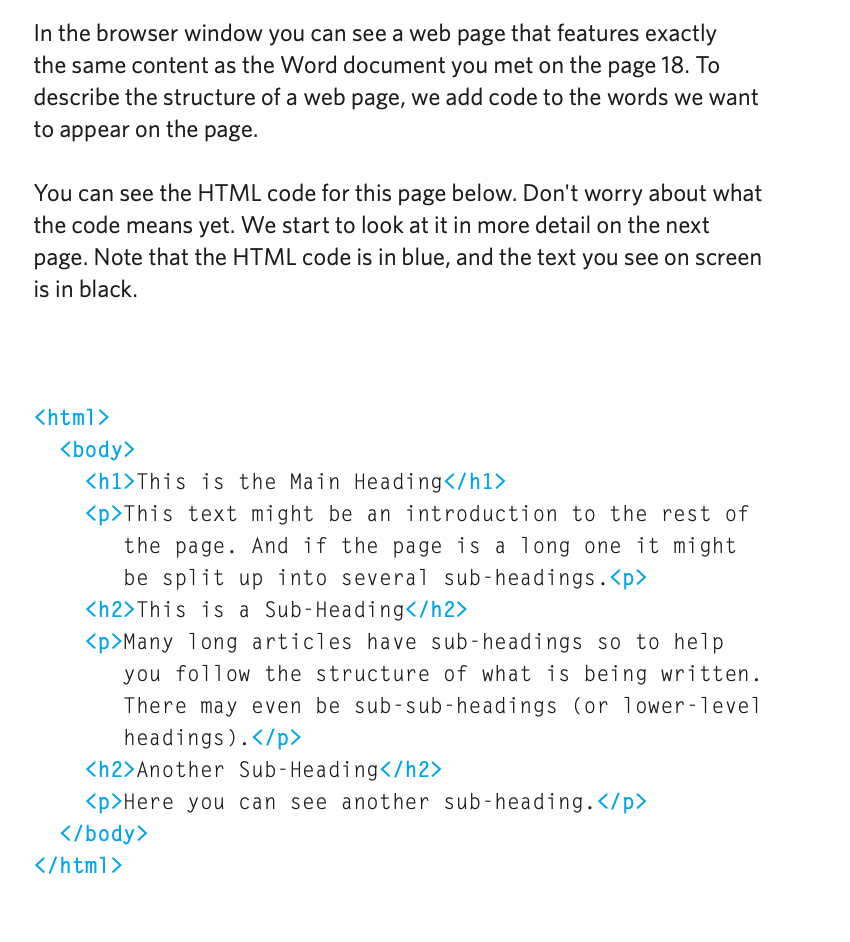 In the browser window you can see a web page that features exactly
the same content as the Word document you met on the page 18. To
describe the structure of a web page, we add code to the words we want
to appear on the page.
You can see the HTML code for this page below. Don't worry about what
the code means yet. We start to look at it in more detail on the next
page. Note that the HTML code is in blue, and the text you see on screen
is in black.
<html>
<body>
<h1>This is the Main Heading</h1>
<p>This text might be an introduction to the rest of
the page. And if the page is a long one it might
be split up into several sub-headings.<p>
<h2>This is a Sub-Heading</h2>
<p>Many long articles have sub-headings so to help
you follow the structure of what is being written.
There may even be sub-sub-headings (or lower-level
headings).</p>
<h2>Another Sub-Heading</h2>
<p>Here you can see another sub-heading.</p>
</body>
</html>